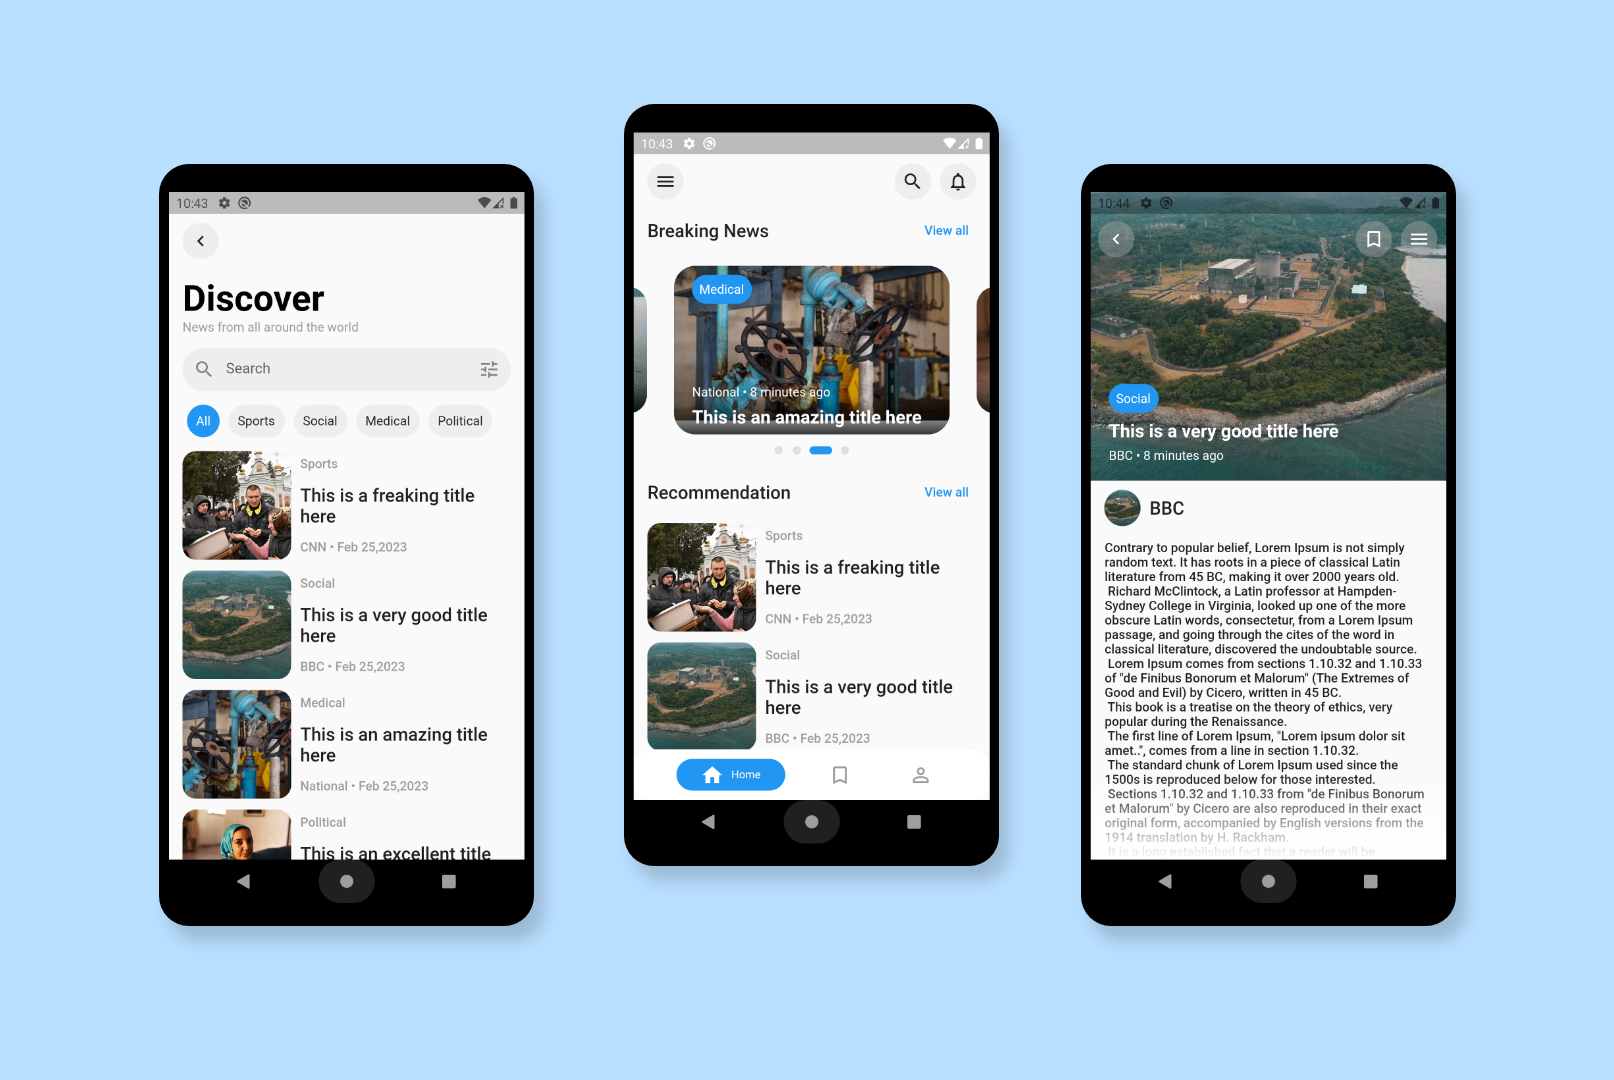 10:43
Discover
News from all around the world
Search
All
Sports
Social
Medical
Political
Sports
This is a freaking title
here
CNN • Feb 25,2023
Social
This is a very good title
here
BBC • Feb 25,2023
Medical
This is an amazing title
here
National • Feb 25,2023
Political
This is an excellent title
10:43
Breaking News
View all
Medical
National • 8 minutes ago
This is an amazing title here
Recommendation
View all
Sports
This is a freaking title
here
CNN • Feb 25,2023
Social
This is a very good title
here
BBC • Feb 25,2023
Home
10:44
Social
This is a very good title here
BBC • 8 minutes ago
BBC
Contrary to popular belief, Lorem Ipsum is not simply
random text. It has roots in a piece of classical Latin
literature from 45 BC, making it over 2000 years old.
Richard McClintock, a Latin professor at Hampden-
Sydney College in Virginia, looked up one of the more
obscure Latin words, consectetur, from a Lorem Ipsum
passage, and going through the cites of the word in
classical literature, discovered the undoubtable source.
Lorem Ipsum comes from sections 1.10.32 and 1.10.33
of "de Finibus Bonorum et Malorum" (The Extremes of
Good and Evil) by Cicero, written in 45 BC.
This book is a treatise on the theory of ethics, very
popular during the Renaissance.
The first line of Lorem Ipsum, "Lorem ipsum dolor sit
amet..", comes from a line in section 1.10.32.
The standard chunk of Lorem Ipsum used since the
1500s is reproduced below for those interested.
Sections 1.10.32 and 1.10.33 from "de Finibus Bonorum
et Malorum" by Cicero are also reproduced in their exact
original form, accompanied by English versions from the
1914 translation by H. Rackham.
It is a long established fact that a reader will be